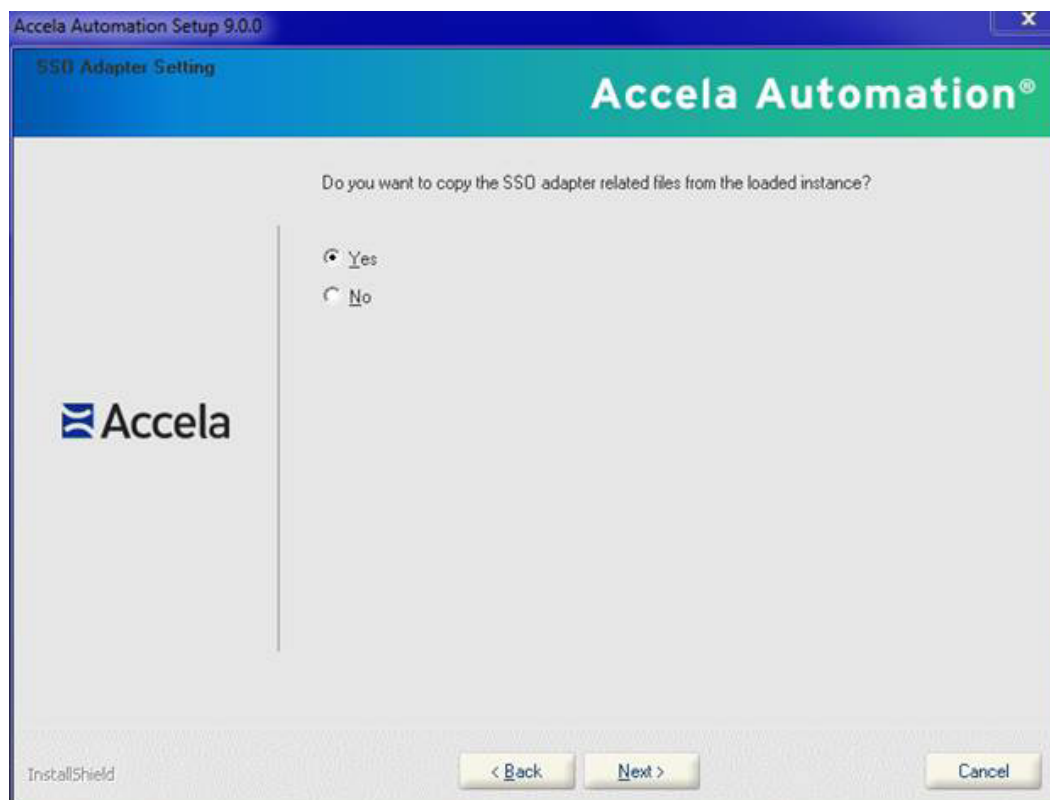 Accela Automation Setup 9.0.0
X
SSO Adapter Setting
Accela Automation®
Do you want to copy the SSO adapter related files from the loaded instance?
Yes
No
Accela
InstallShield
< Back
Next >
Cancel